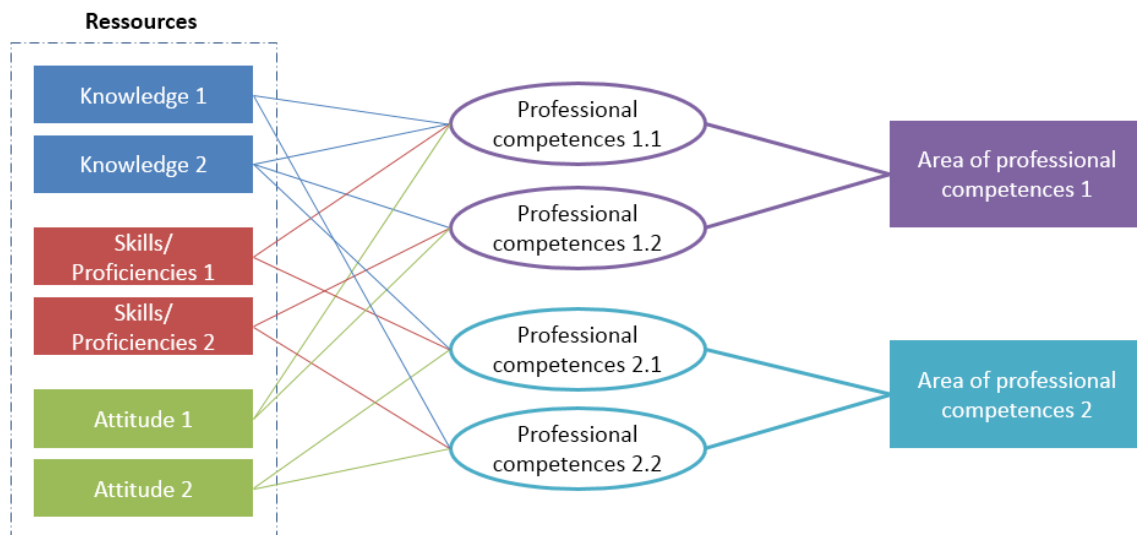 Ressources
Knowledge 1
Knowledge 2
Skills/
Proficiencies 1
Skills/
Proficiencies 2
Attitude 1
Attitude 2
Professional
competences 1.1
Professional
competences 1.2
Professional
competences 2.1
Professional
competences 2.2
Area of professional
competences 1
Area of professional
competences 2